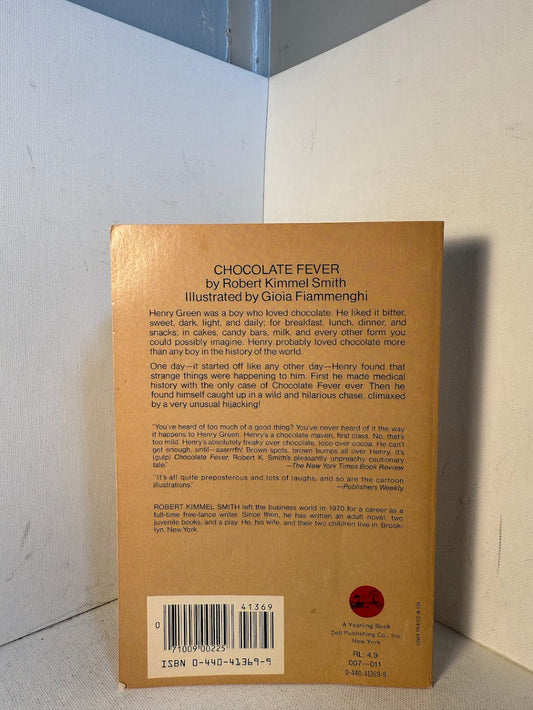 CHOCOLATE FEVER
by Robert Kimmel Smith
Illustrated by Gioia Fiammenghi
Henry Green was a boy who loved chocolate. He liked it bitter,
sweet, dark, light, and daily; for breakfast, lunch, dinner, and
snacks; in cakes, candy bars, milk, and every other form you
could possibly imagine. Henry probably loved chocolate more
than any boy in the history of the world.
One day—it started off like any other day—Henry found that
strange things were happening to him. First he made medical
history with the only case of Chocolate Fever ever. Then he
found himself caught up in a wild and hilarious chase, climaxed
by a very unusual hijacking!
"You've heard of too much of a good thing? You've never heard of it the way
it happens to Henry Green. Henry's a chocolate maven, first class. No, that's
too mild. Henry's absolutely freaky over chocolate, loco over cocoa. He can't
get enough, until—aaarrrfh! Brown spots, brown bumps all over Henry. It's
(gulp) Chocolate Fever. Robert K. Smith's pleasantly unpreachy cautionary
tale."
—The New York Times Book Review
"It's all quite preposterous and lots of laughs, and so are the cartoon
illustrations."
—Publishers Weekly
ROBERT KIMMEL SMITH left the business world in 1970 for a career as a
full-time free-lance writer. Since then, he has written an adult novel, two
juvenile books, and a play. He, his wife, and their two children live in Brook-
lyn, New York.
41369
0
71009 00225
ISBN 0-440-41369-9
A Yearling Book
Dell Publishing Co., Inc.
New York
RL: 4.9
007—011
0-440-41369-9
COVER PRINTED IN USA